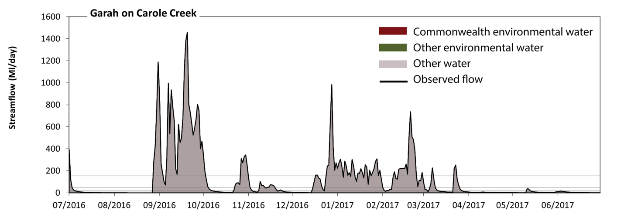 Garah on Carole Creek
Streamflow (Ml/day)
1600
1400
1200
1000
800
600
400
200
0
07/2016 08/2016 09/2016 10/2016 11/2016 12/2016 01/2017 02/2017 03/2017 04/2017 05/2017 06/2017
Commonwealth environmental water
Other environmental water
Other water
Observed flow